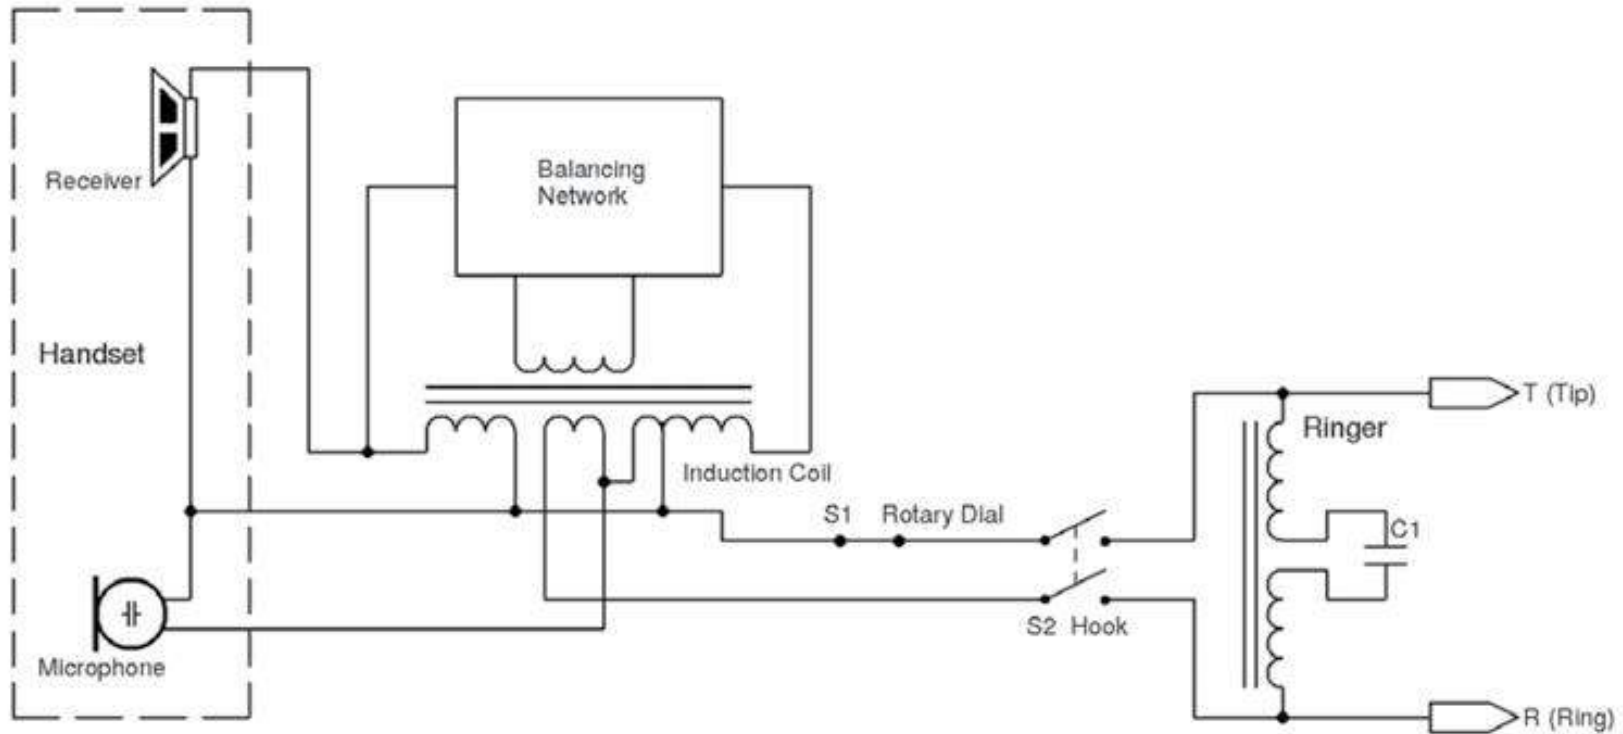 Receiver
Balancing
Network
Handset
T (Tip)
Ringer
Induction Coil
S1 Rotary Dial
C1
S2 Hook
Microphone
R (Ring)